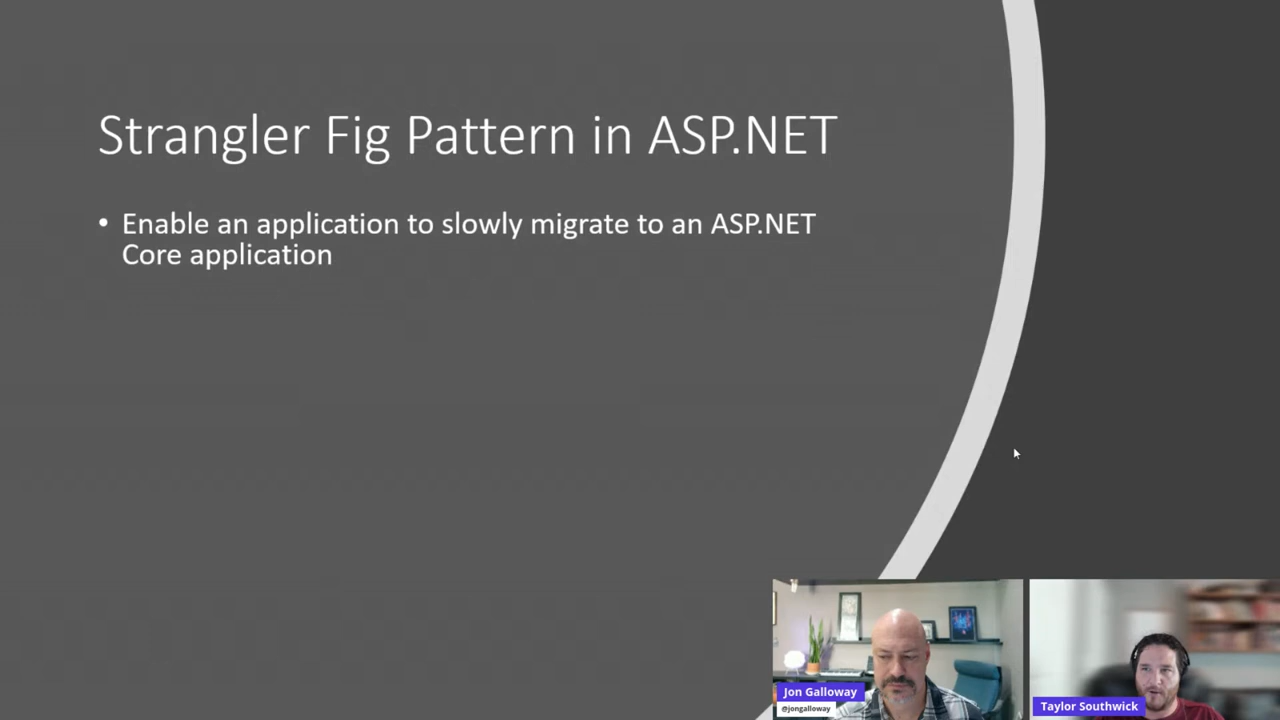 Strangler Fig Pattern in ASP.NET
• Enable an application to slowly migrate to an ASP.NET
Core application
Jon Galloway
@jongalloway
Taylor Southwick